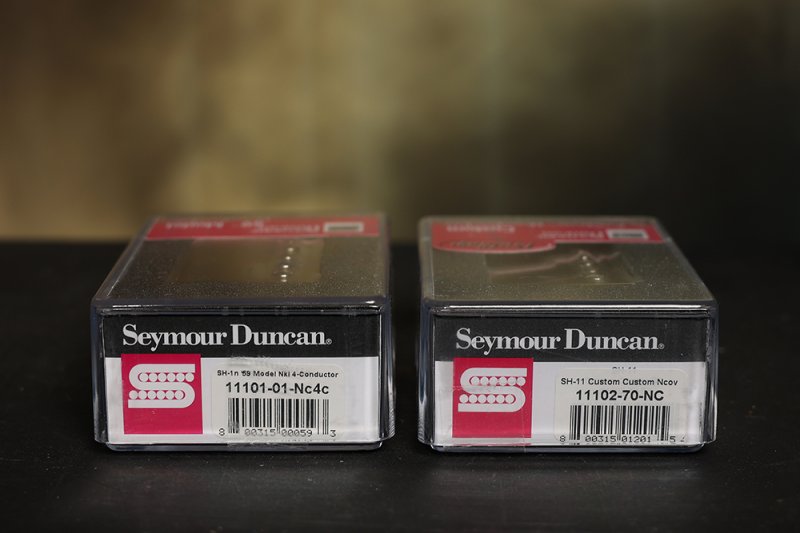 Seymour Duncan®
SH-1n '59 Model Nkl 4-Conductor
11101-01-Nc4c
8 00315 00059 3
Seymour Duncan®
SH-11 Custom Custom Ncov
11102-70-NC
8 00315 01201 5